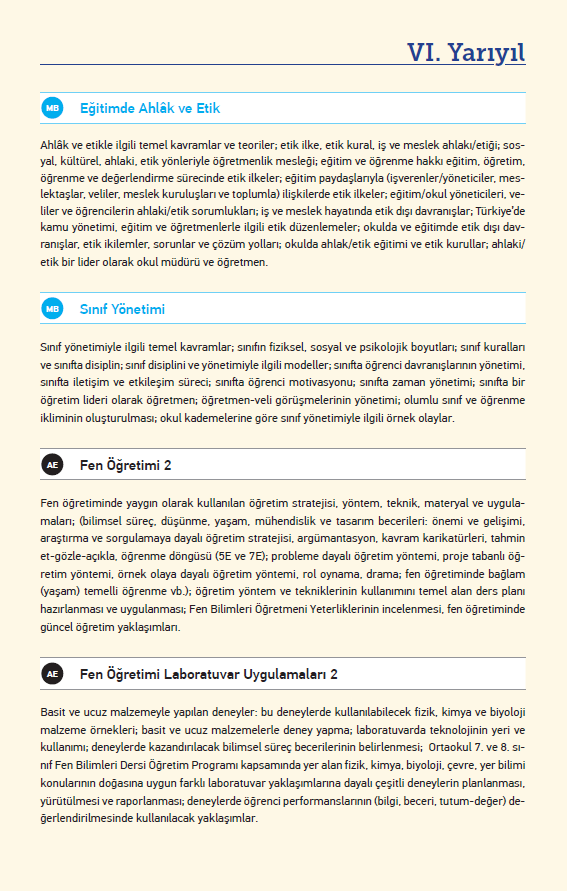 VI. Yarıyıl
MB Eğitimde Ahlâk ve Etik
Ahlâk ve etikle ilgili temel kavramlar ve teoriler; etik ilke, etik kural, iş ve meslek ahlakı/etiği; sos-
yal, kültürel, ahlaki, etik yönleriyle öğretmenlik mesleği; eğitim ve öğrenme hakkı eğitim, öğretim,
öğrenme ve değerlendirme sürecinde etik ilkeler; eğitim paydaşlarıyla (işverenler/yöneticiler, mes-
lektaşlar, veliler, meslek kuruluşları ve toplumla) ilişkilerde etik ilkeler; eğitim/okul yöneticileri, ve-
liler ve öğrencilerin ahlaki/etik sorumlukları; iş ve meslek hayatında etik dışı davranışlar; Türkiye'de
kamu yönetimi, eğitim ve öğretmenlerle ilgili etik düzenlemeler; okulda ve eğitimde etik dışı dav-
ranışlar, etik ikilemler, sorunlar ve çözüm yolları; okulda ahlak/etik eğitimi ve etik kurullar; ahlaki/
etik bir lider olarak okul müdürü ve öğretmen.
MB Sınıf Yönetimi
Sınıf yönetimiyle ilgili temel kavramlar; sınıfın fiziksel, sosyal ve psikolojik boyutları; sınıf kuralları
ve sınıfta disiplin; sınıf disiplini ve yönetimiyle ilgili modeller; sınıfta öğrenci davranışlarının yönetimi,
sınıfta iletişim ve etkileşim süreci; sınıfta öğrenci motivasyonu; sınıfta zaman yönetimi; sınıfta bir
öğretim lideri olarak öğretmen; öğretmen-veli görüşmelerinin yönetimi; olumlu sınıf ve öğrenme
ikliminin oluşturulması; okul kademelerine göre sınıf yönetimiyle ilgili örnek olaylar.
AE Fen Öğretimi 2
Fen öğretiminde yaygın olarak kullanılan öğretim stratejisi, yöntem, teknik, materyal ve uygula-
maları; (bilimsel süreç, düşünme, yaşam, mühendislik ve tasarım becerileri: önemi ve gelişimi,
araştırma ve sorgulamaya dayalı öğretim stratejisi, argümantasyon, kavram karikatürleri, tahmin
et-gözle-açıkla, öğrenme döngüsü (5E ve 7E); probleme dayalı öğretim yöntemi, proje tabanlı öğ-
retim yöntemi, örnek olaya dayalı öğretim yöntemi, rol oynama, drama; fen öğretiminde bağlam
(yaşam) temelli öğrenme vb.); öğretim yöntem ve tekniklerinin kullanımını temel alan ders planı
hazırlanması ve uygulanması; Fen Bilimleri Öğretmeni Yeterliklerinin incelenmesi, fen öğretiminde
güncel öğretim yaklaşımları.
AE Fen Öğretimi Laboratuvar Uygulamaları 2
Basit ve ucuz malzemeyle yapılan deneyler: bu deneylerde kullanılabilecek fizik, kimya ve biyoloji
malzeme örnekleri; basit ve ucuz malzemelerle deney yapma; laboratuvarda teknolojinin yeri ve
kullanımı; deneylerde kazandırılacak bilimsel süreç becerilerinin belirlenmesi; Ortaokul 7. ve 8. sı-
nıf Fen Bilimleri Dersi Öğretim Programı kapsamında yer alan fizik, kimya, biyoloji, çevre, yer bilimi
konularının doğasına uygun farklı laboratuvar yaklaşımlarına dayalı çeşitli deneylerin planlanması,
yürütülmesi ve raporlanması; deneylerde öğrenci performanslarının (bilgi, beceri, tutum-değer) de-
ğerlendirilmesinde kullanılacak yaklaşımlar.